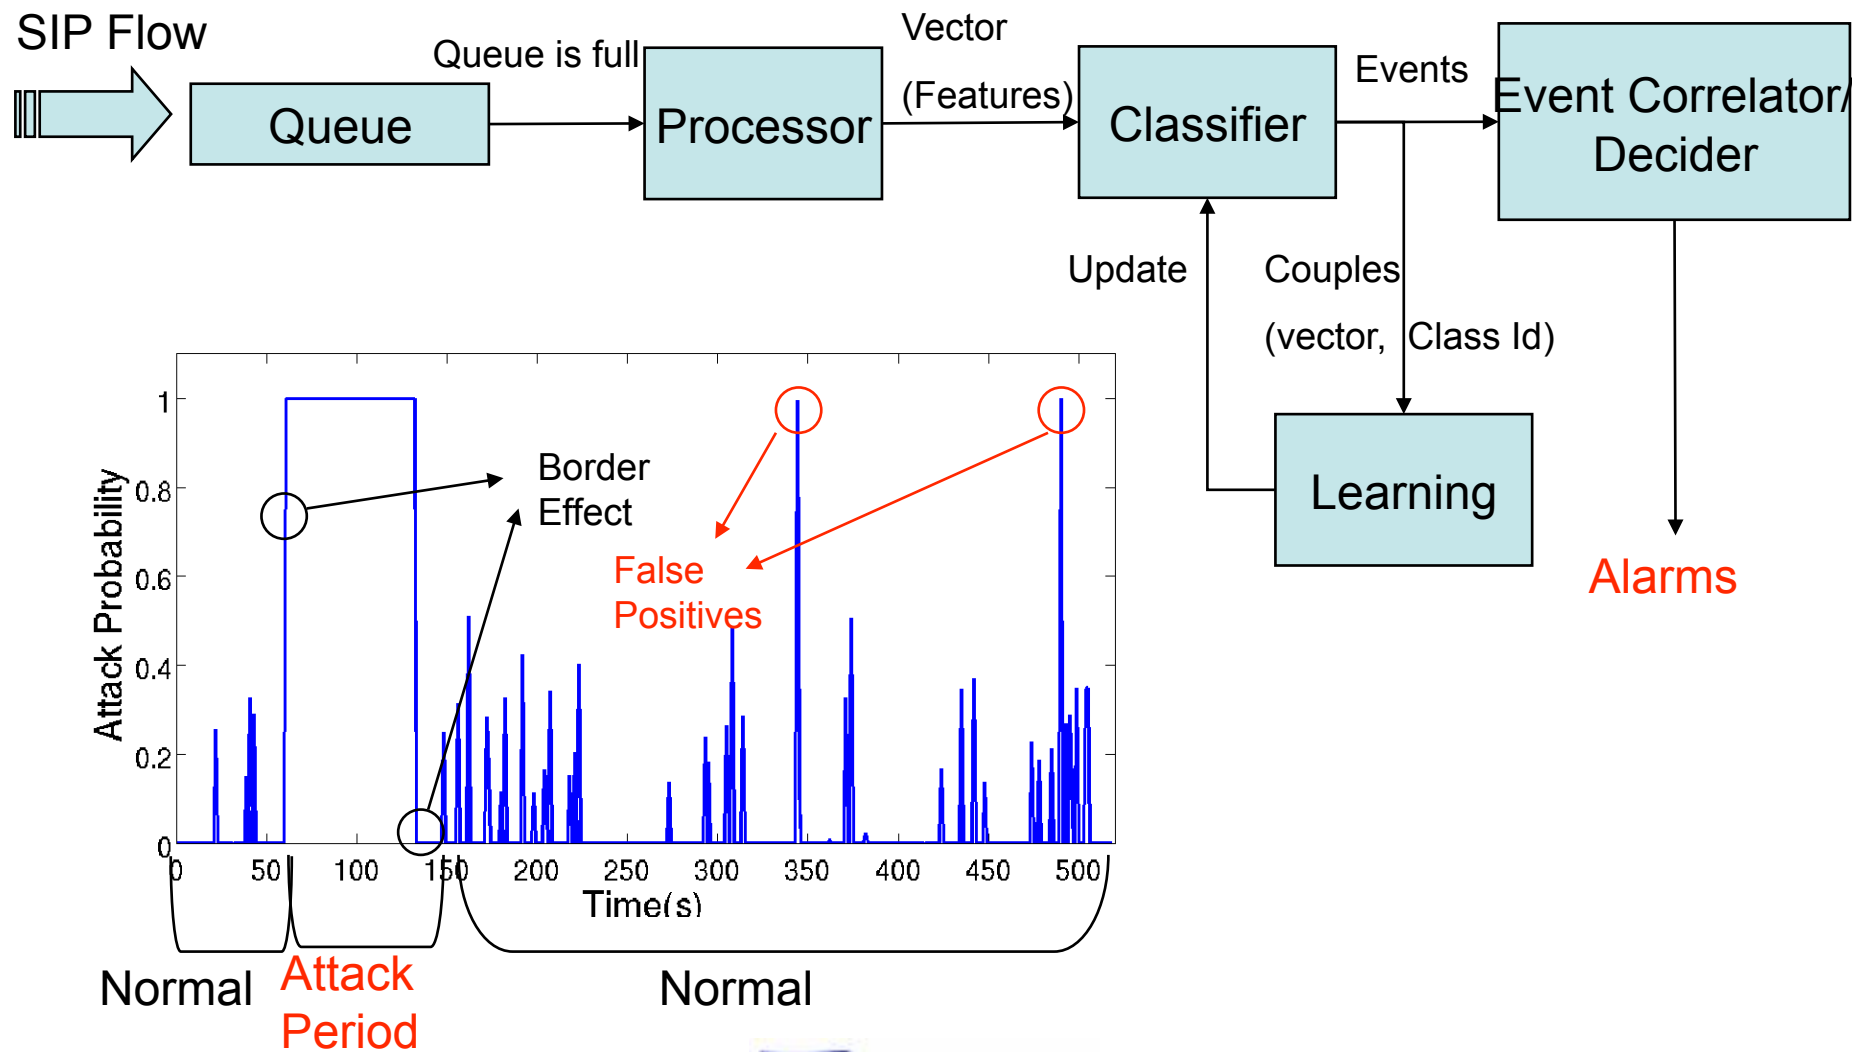 SIP Flow
Queue
Queue is full
Processor
Vector
(Features)
Classifier
Events
Event Correlator/
Decider
Update
Couples
(vector, Class Id)
Learning
Alarms
Attack Probability
1
0.8
0.6
0.4
0.2
0
Border
Effect
False
Positives
0 50 100 150 200 250 300 350 400 450 500
Time(s)
Normal
Attack
Period
Normal